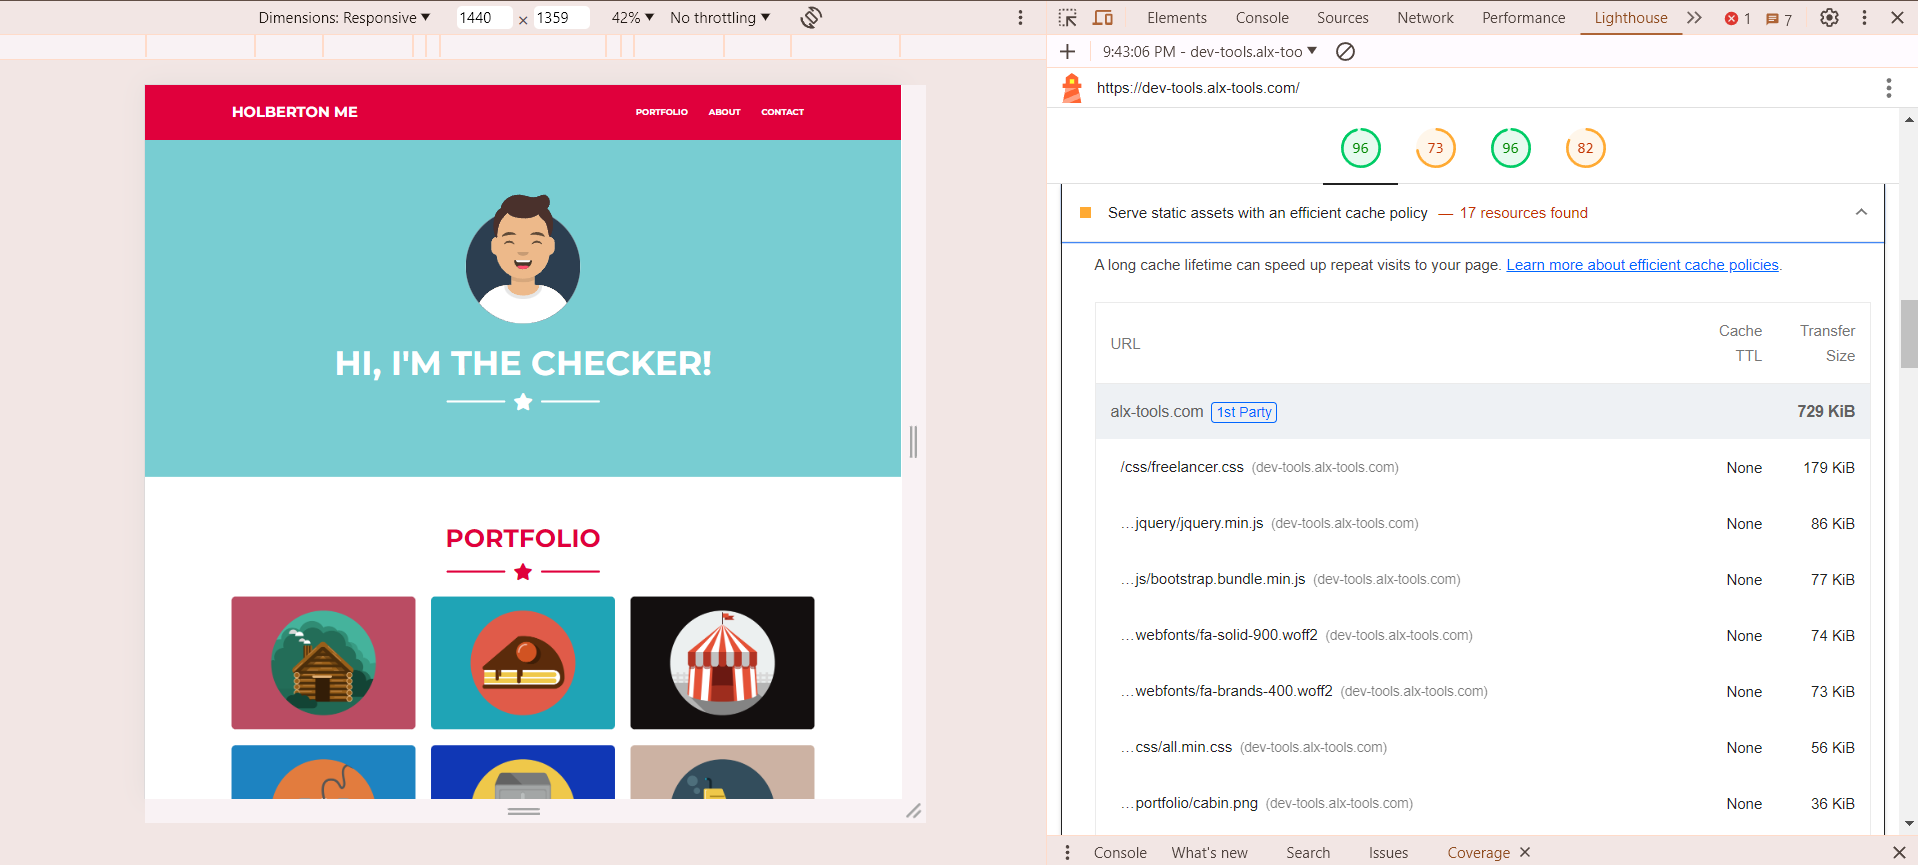 Dimensions: Responsive ▼ 1440 × 1359 42% ▼ No throttling ▼
HOLBERTON ME
PORTFOLIO ABOUT CONTACT
HI, I'M THE CHECKER!
PORTFOLIO
Elements Console Sources Network Performance Lighthouse 1 7
9:43:06 PM - dev-tools.alx-too ▼
https://dev-tools.alx-tools.com/
96 73 96 82
Serve static assets with an efficient cache policy — 17 resources found
A long cache lifetime can speed up repeat visits to your page. Learn more about efficient cache policies.
URL Cache TTL Transfer Size
alx-tools.com 1st Party 729 KiB
/css/freelancer.css (dev-tools.alx-tools.com) None 179 KiB
…jquery/jquery.min.js (dev-tools.alx-tools.com) None 86 KiB
…js/bootstrap.bundle.min.js (dev-tools.alx-tools.com) None 77 KiB
…webfonts/fa-solid-900.woff2 (dev-tools.alx-tools.com) None 74 KiB
…webfonts/fa-brands-400.woff2 (dev-tools.alx-tools.com) None 73 KiB
…css/all.min.css (dev-tools.alx-tools.com) None 56 KiB
…portfolio/cabin.png (dev-tools.alx-tools.com) None 36 KiB
Console What's new Search Issues Coverage